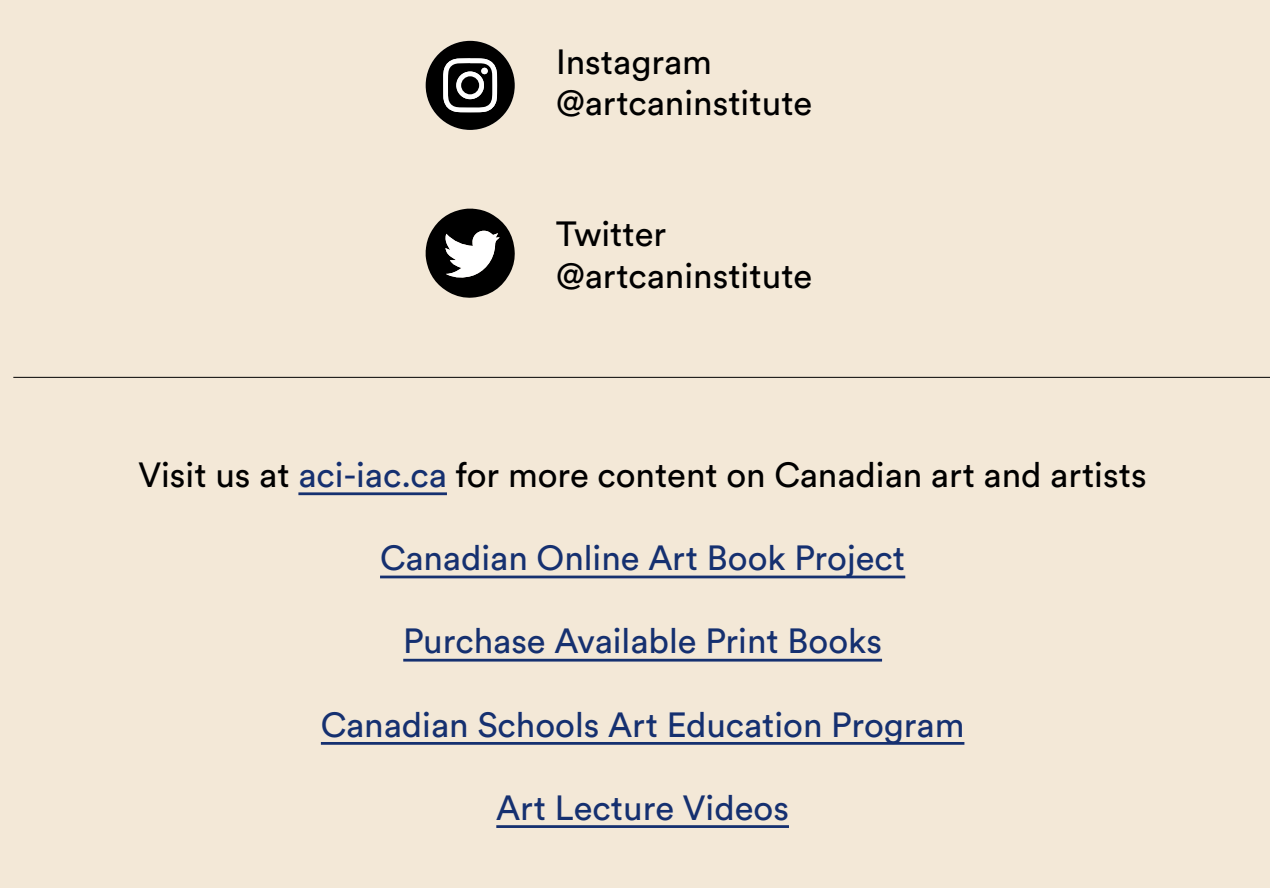 Instagram
@artcaninstitute
Twitter
@artcaninstitute
Visit us at aci-iac.ca for more content on Canadian art and artists
Canadian Online Art Book Project
Purchase Available Print Books
Canadian Schools Art Education Program
Art Lecture Videos